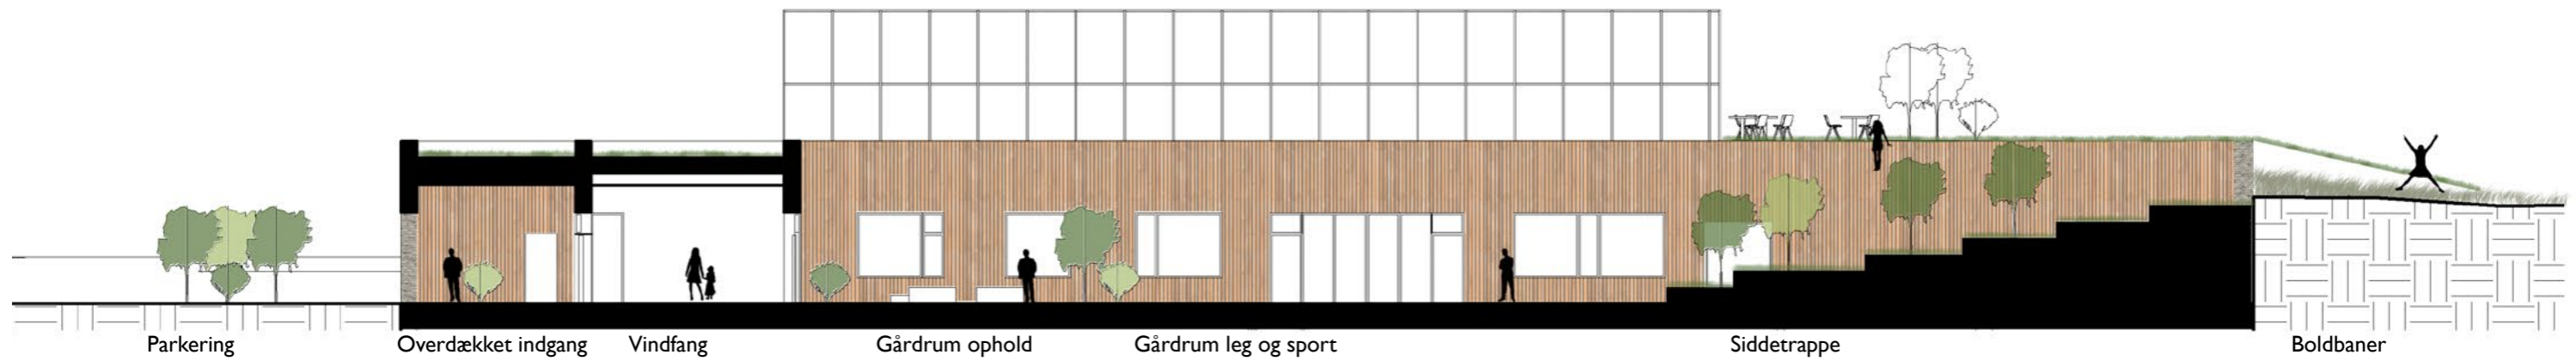 Parkering
Overdækket indgang
Vindfang
Gårdrum ophold
Gårdrum leg og sport
Siddetrappe
Boldbaner